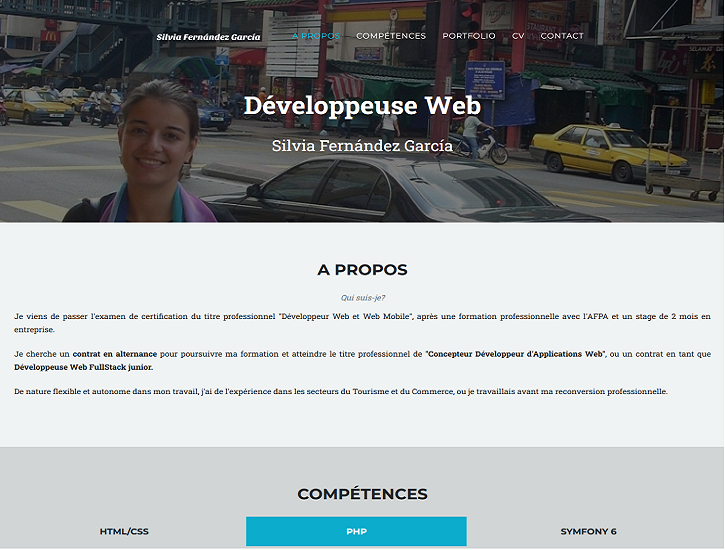 Silvia Fernández García
A PROPOS COMPÉTENCES PORTFOLIO CV CONTACT
Développeuse Web
Silvia Fernández García
A PROPOS
Qui suis-je?
Je viens de passer l'examen de certification du titre professionnel "Développeur Web et Web Mobile", après une formation professionnelle avec l'AFPA et un stage de 2 mois en
entreprise.
Je cherche un contrat en alternance pour poursuivre ma formation et atteindre le titre professionnel de "Concepteur Développeur d'Applications Web", ou un contrat en tant que
Développeuse Web FullStack junior.
De nature flexible et autonome dans mon travail, j'ai de l'expérience dans les secteurs du Tourisme et du Commerce, ou je travaillais avant ma reconversion professionnelle.
COMPÉTENCES
HTML/CSS PHP SYMFONY 6